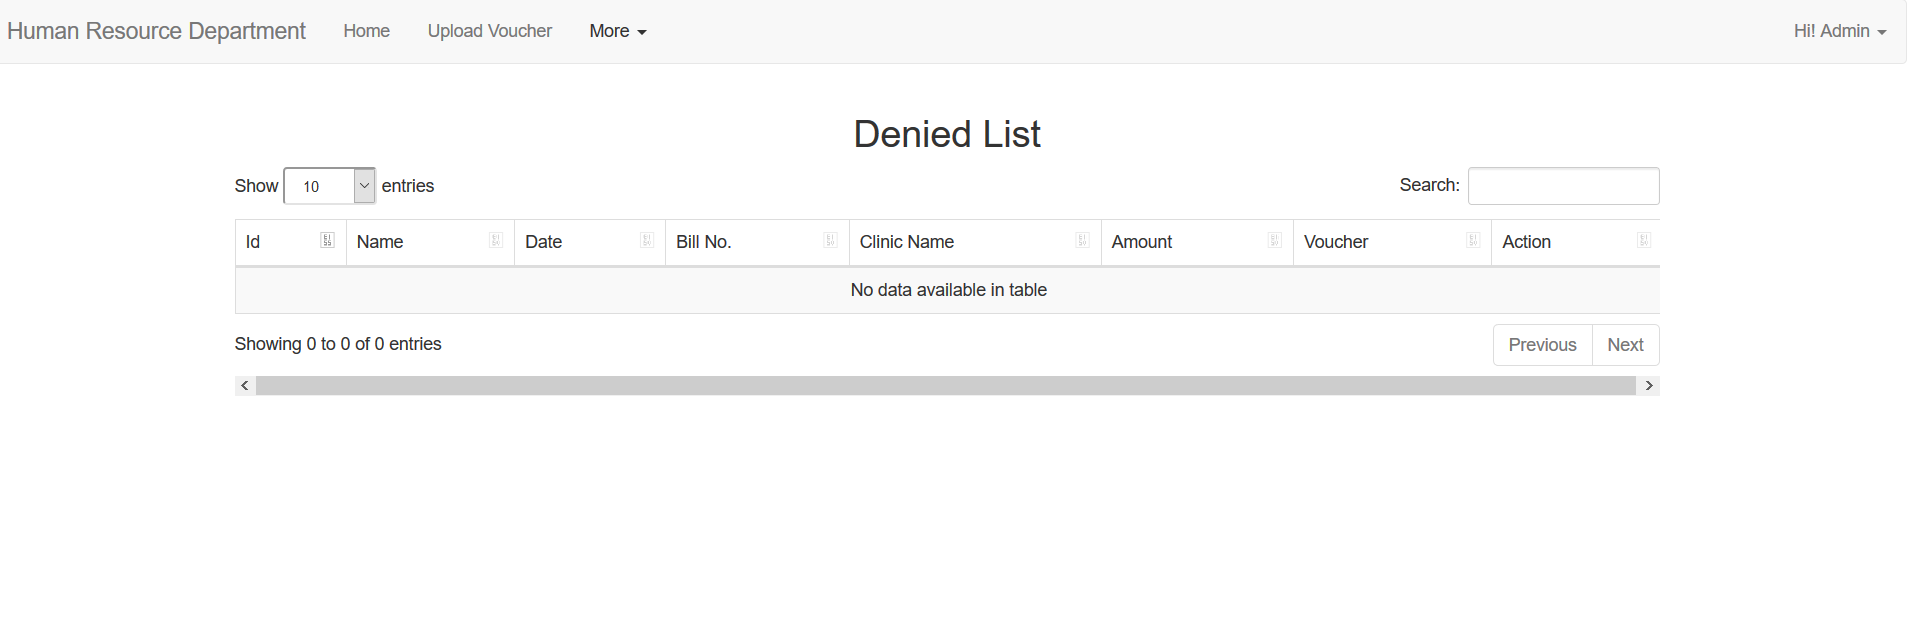 Human Resource Department Home Upload Voucher More Hi! Admin
Denied List
Show 10 entries Search:
Id Name Date Bill No. Clinic Name Amount Voucher Action
No data available in table
Showing 0 to 0 of 0 entries Previous Next